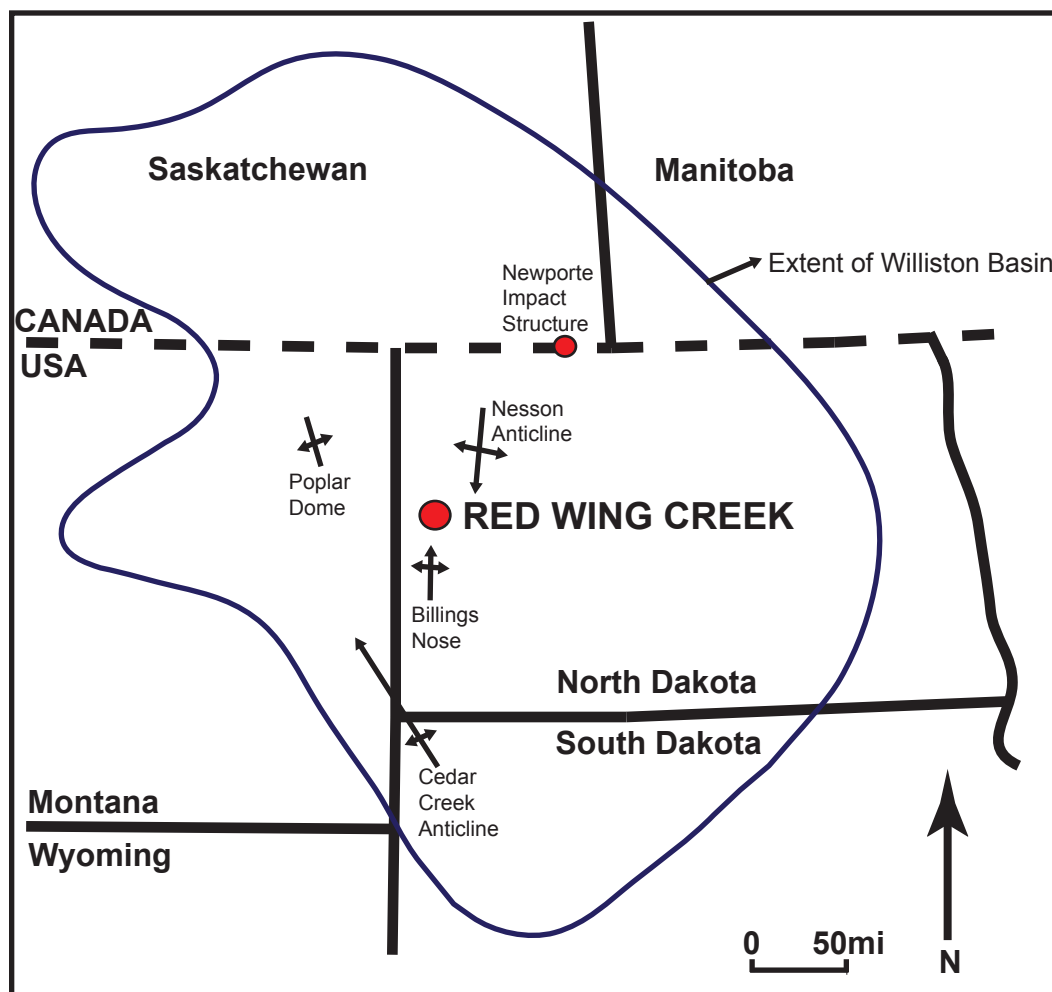 Saskatchewan
Manitoba
Newporte
Impact
Structure
Extent of Williston Basin
CANADA
USA
Nesson
Anticline
Poplar
Dome
RED WING CREEK
Billings
Nose
North Dakota
South Dakota
Cedar
Creek
Anticline
Montana
Wyoming
0 50mi
N